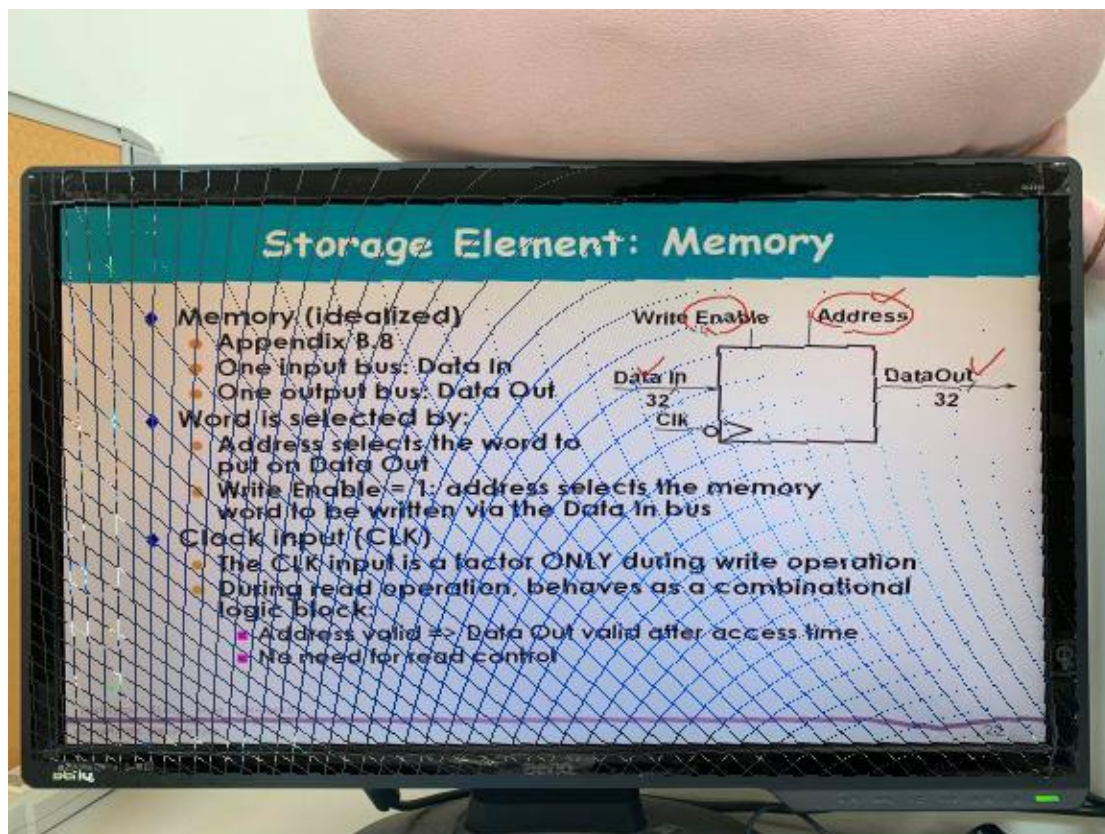 Storage Element: Memory
Memory (idealized)
Appendix B.8
One input bus: Data In
One output bus: Data Out
Word is selected by:
Address selects the word to
put on Data Out
Write Enable = 1: address selects the memory
word to be written via the Data In bus
Clock input (CLK)
The CLK input is a factor ONLY during write operation
During read operation, behaves as a combinational
logic block:
Address valid => Data Out valid after access time
No need for read control
Write Enable
Address
Data In
32
Clk
DataOut
32
BenQ